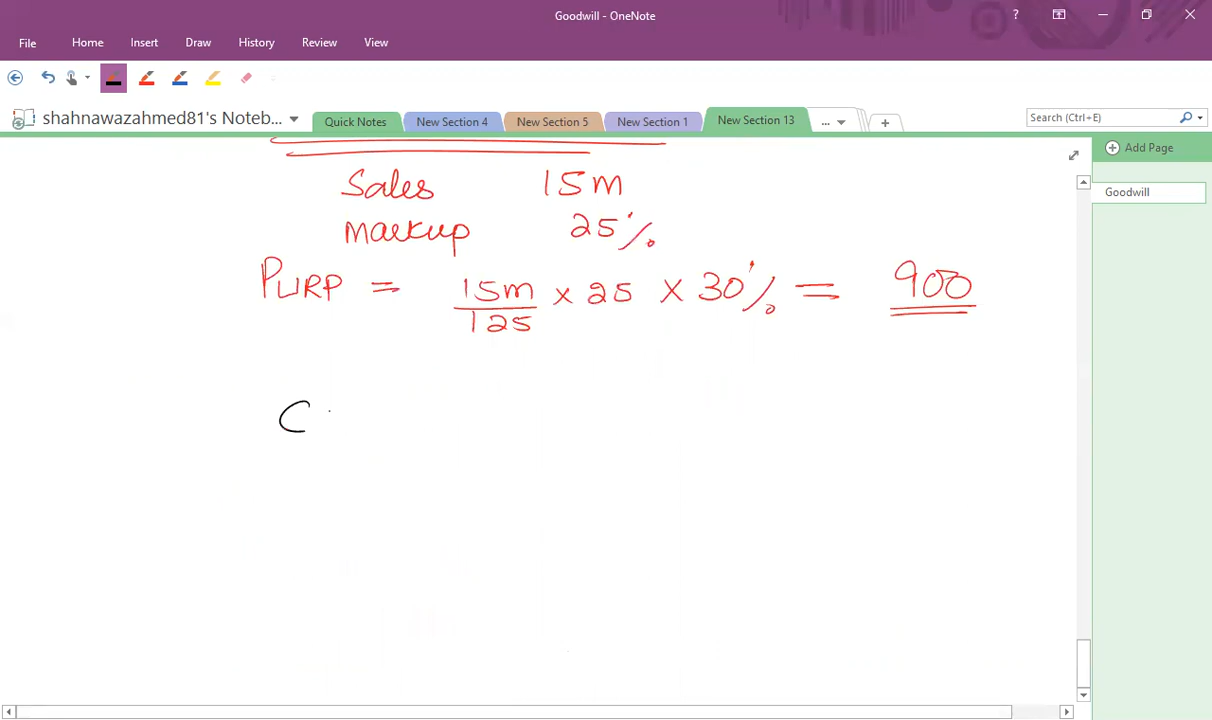 Goodwill - OneNote
?
File Home Insert Draw History Review View
shahnawazahmed81's Noteb... Quick Notes New Section 4 New Section 5 New Section 1 New Section 13 ... + Search (Ctrl+E)
Add Page
Goodwill
Sales 15m
markup 25%
PURP = 15m/125 × 25 × 30% = 900
C